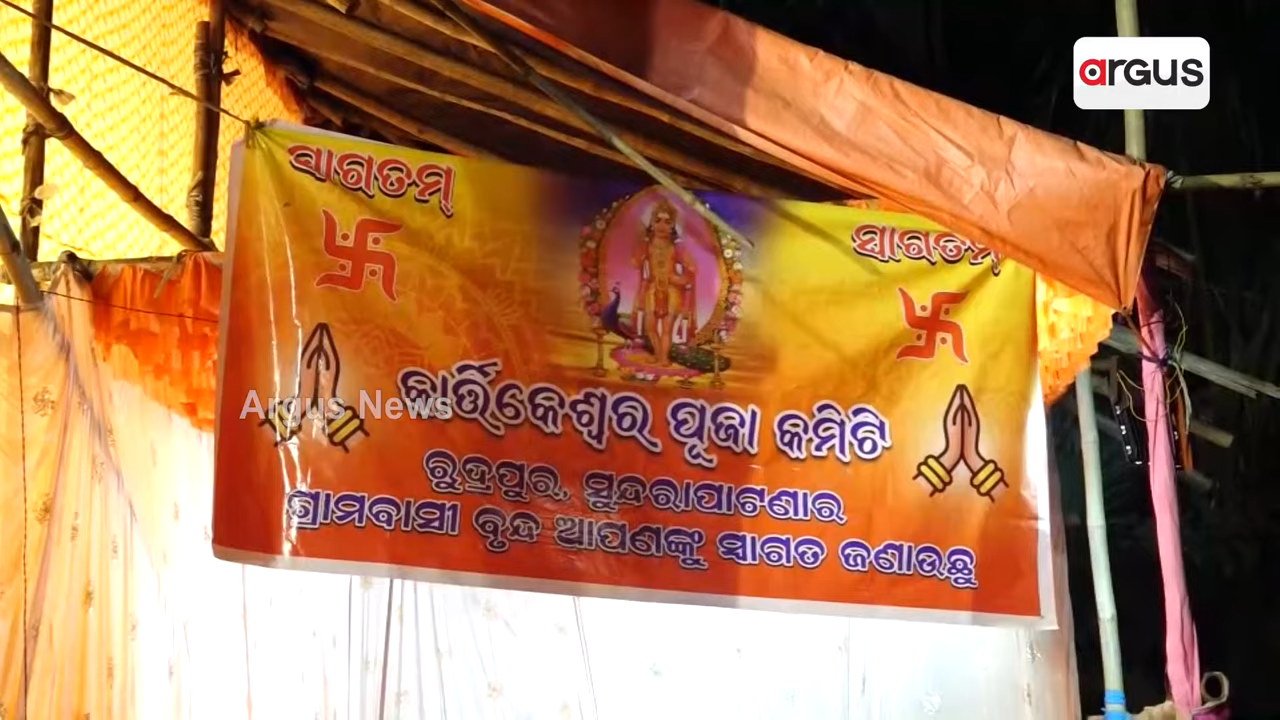 argus
ସ୍ୱାଗତମ୍
ସ୍ୱାଗତମ୍
Argus News
କାର୍ତ୍ତିକେଶ୍ୱର ପୂଜା କମିଟି
ରୁଦ୍ରପୁର, ସୁନ୍ଦରାପାଟଣାର
ଗ୍ରାମବାସୀ ବୃନ୍ଦ ଆପଣଙ୍କୁ ସ୍ୱାଗତ ଜଣାଉଛୁ